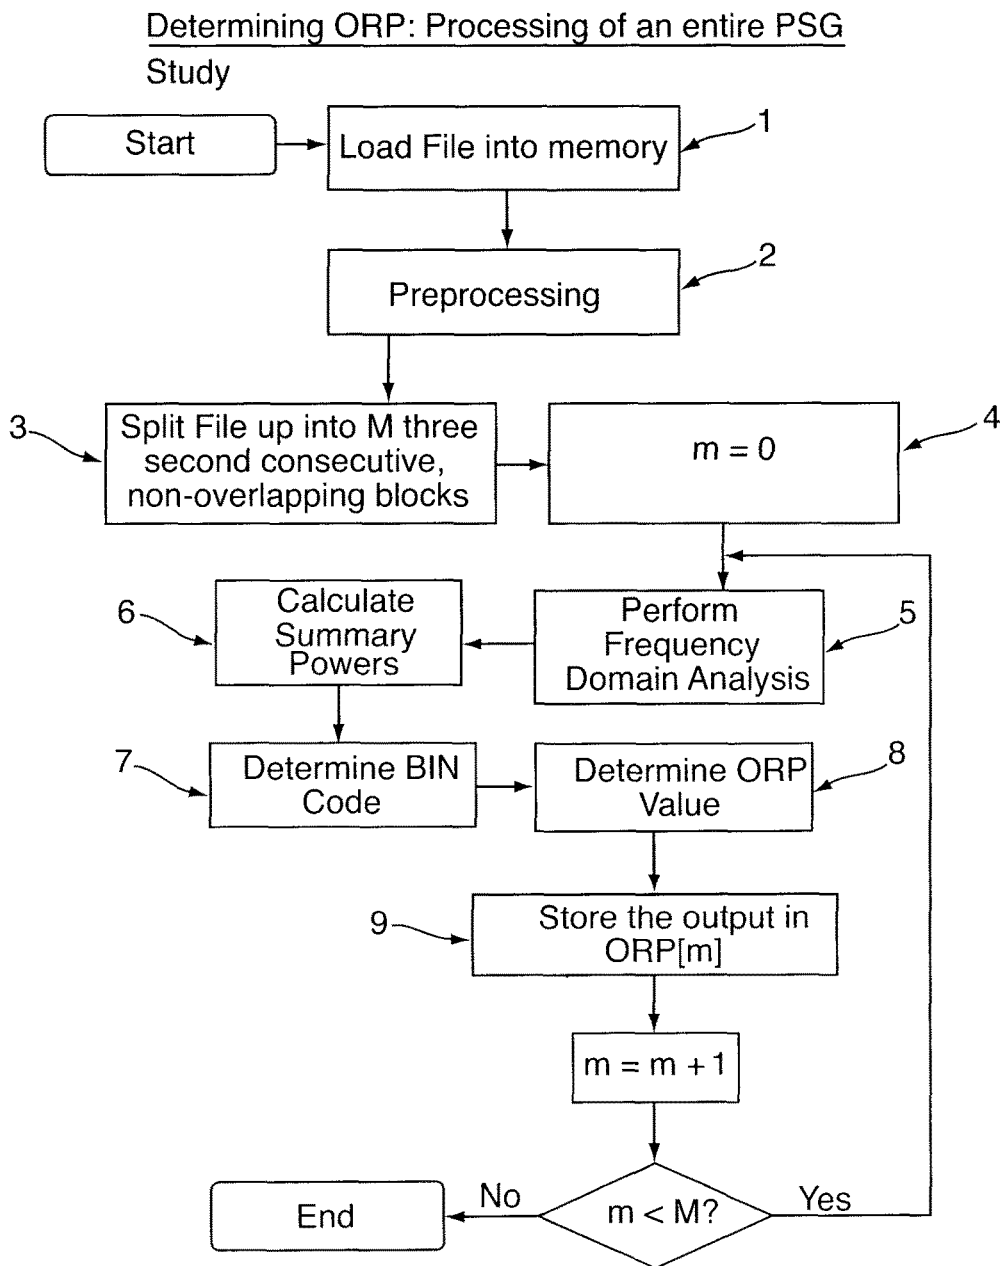 Determining ORP: Processing of an entire PSG
Study
Start
Load File into memory
1
Preprocessing
2
3
Split File up into M three
second consecutive,
non-overlapping blocks
m = 0
4
Perform
Frequency
Domain Analysis
5
6
Calculate
Summary
Powers
7
Determine BIN
Code
Determine ORP
Value
8
9
Store the output in
ORP[m]
m = m + 1
m < M?
Yes
No
End